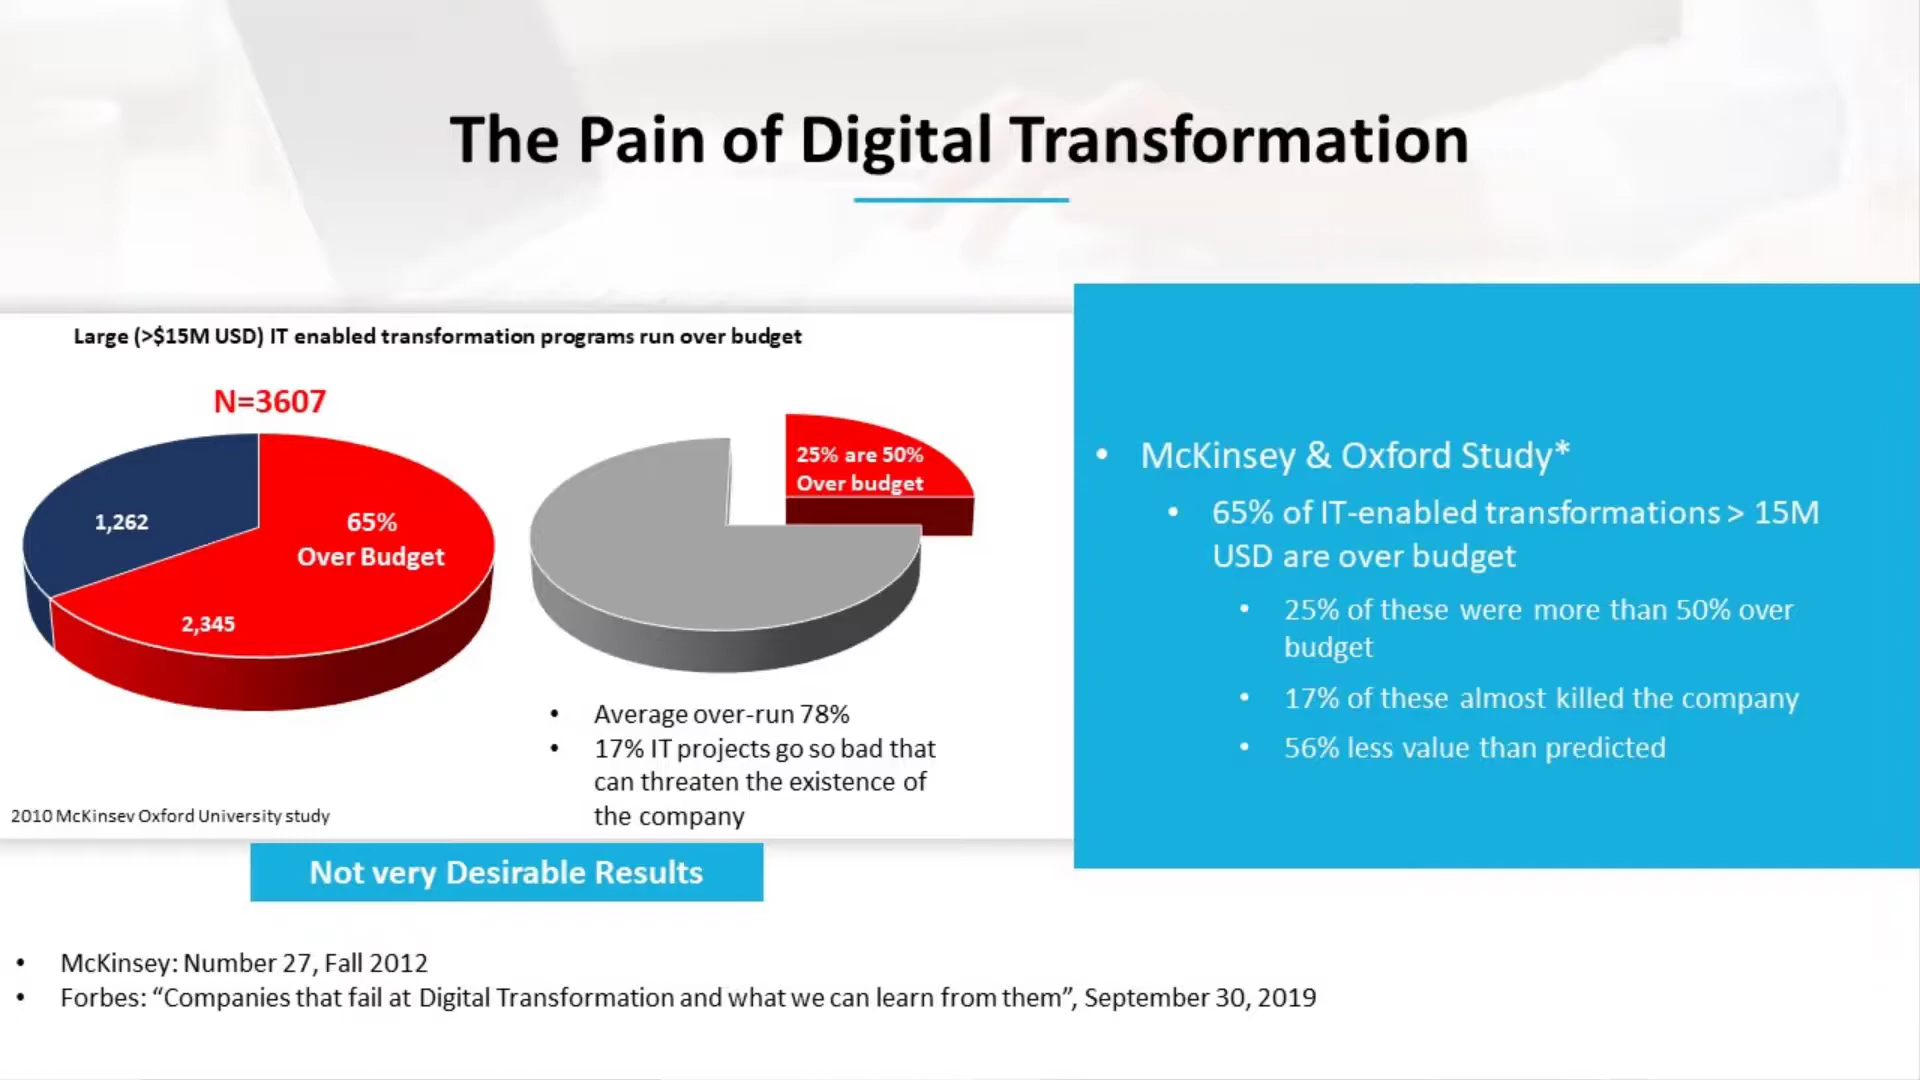 The Pain of Digital Transformation
Large (>$15M USD) IT enabled transformation programs run over budget
N=3607
1,262
65%
Over Budget
2,345
25% are 50%
Over budget
• Average over-run 78%
• 17% IT projects go so bad that
can threaten the existence of
the company
2010 McKinsey Oxford University study
Not very Desirable Results
• McKinsey & Oxford Study*
• 65% of IT-enabled transformations > 15M
USD are over budget
• 25% of these were more than 50% over
budget
• 17% of these almost killed the company
• 56% less value than predicted
• McKinsey: Number 27, Fall 2012
• Forbes: “Companies that fail at Digital Transformation and what we can learn from them”, September 30, 2019